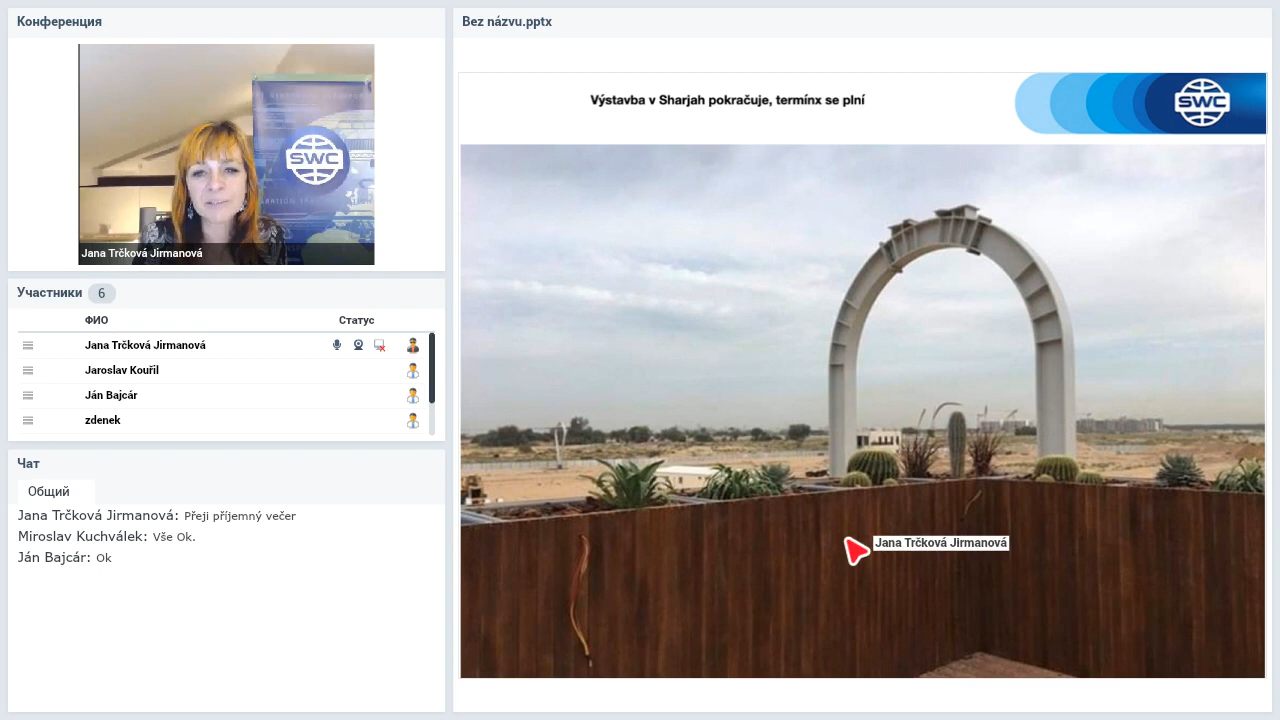 Конференция
SWC
Jana Trčková Jirmanová
Участники 6
ФИО Статус
Jana Trčková Jirmanová
Jaroslav Kouřil
Ján Bajcár
zdenek
Чат
Общий
Jana Trčková Jirmanová: Přeji příjemný večer
Miroslav Kuchválek: Vše Ok.
Ján Bajcár: Ok
Bez názvu.pptx
Výstavba v Sharjah pokračuje, termínx se plní
SWC
Jana Trčková Jirmanová